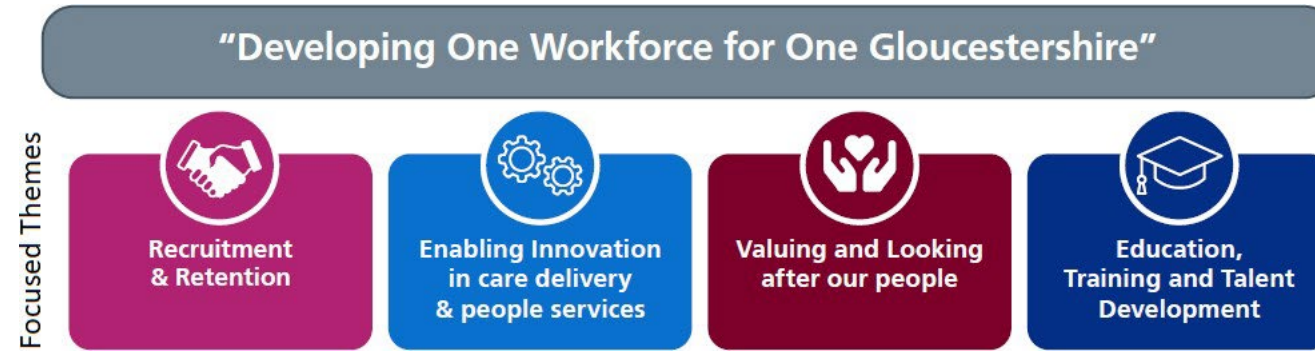 "Developing One Workforce for One Gloucestershire"
Focused Themes
Recruitment
& Retention
Enabling Innovation
in care delivery
& people services
Valuing and Looking
after our people
Education,
Training and Talent
Development